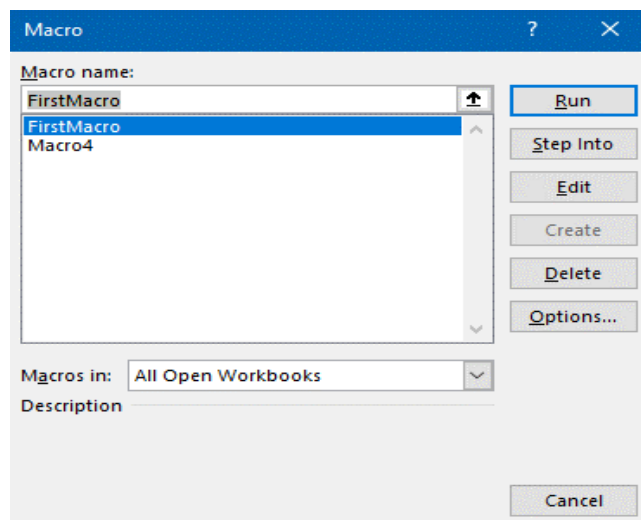 Macro ?
Macro name:
FirstMacro
FirstMacro
Macro4
Run
Step Into
Edit
Create
Delete
Options...
Macros in: All Open Workbooks
Description
Cancel